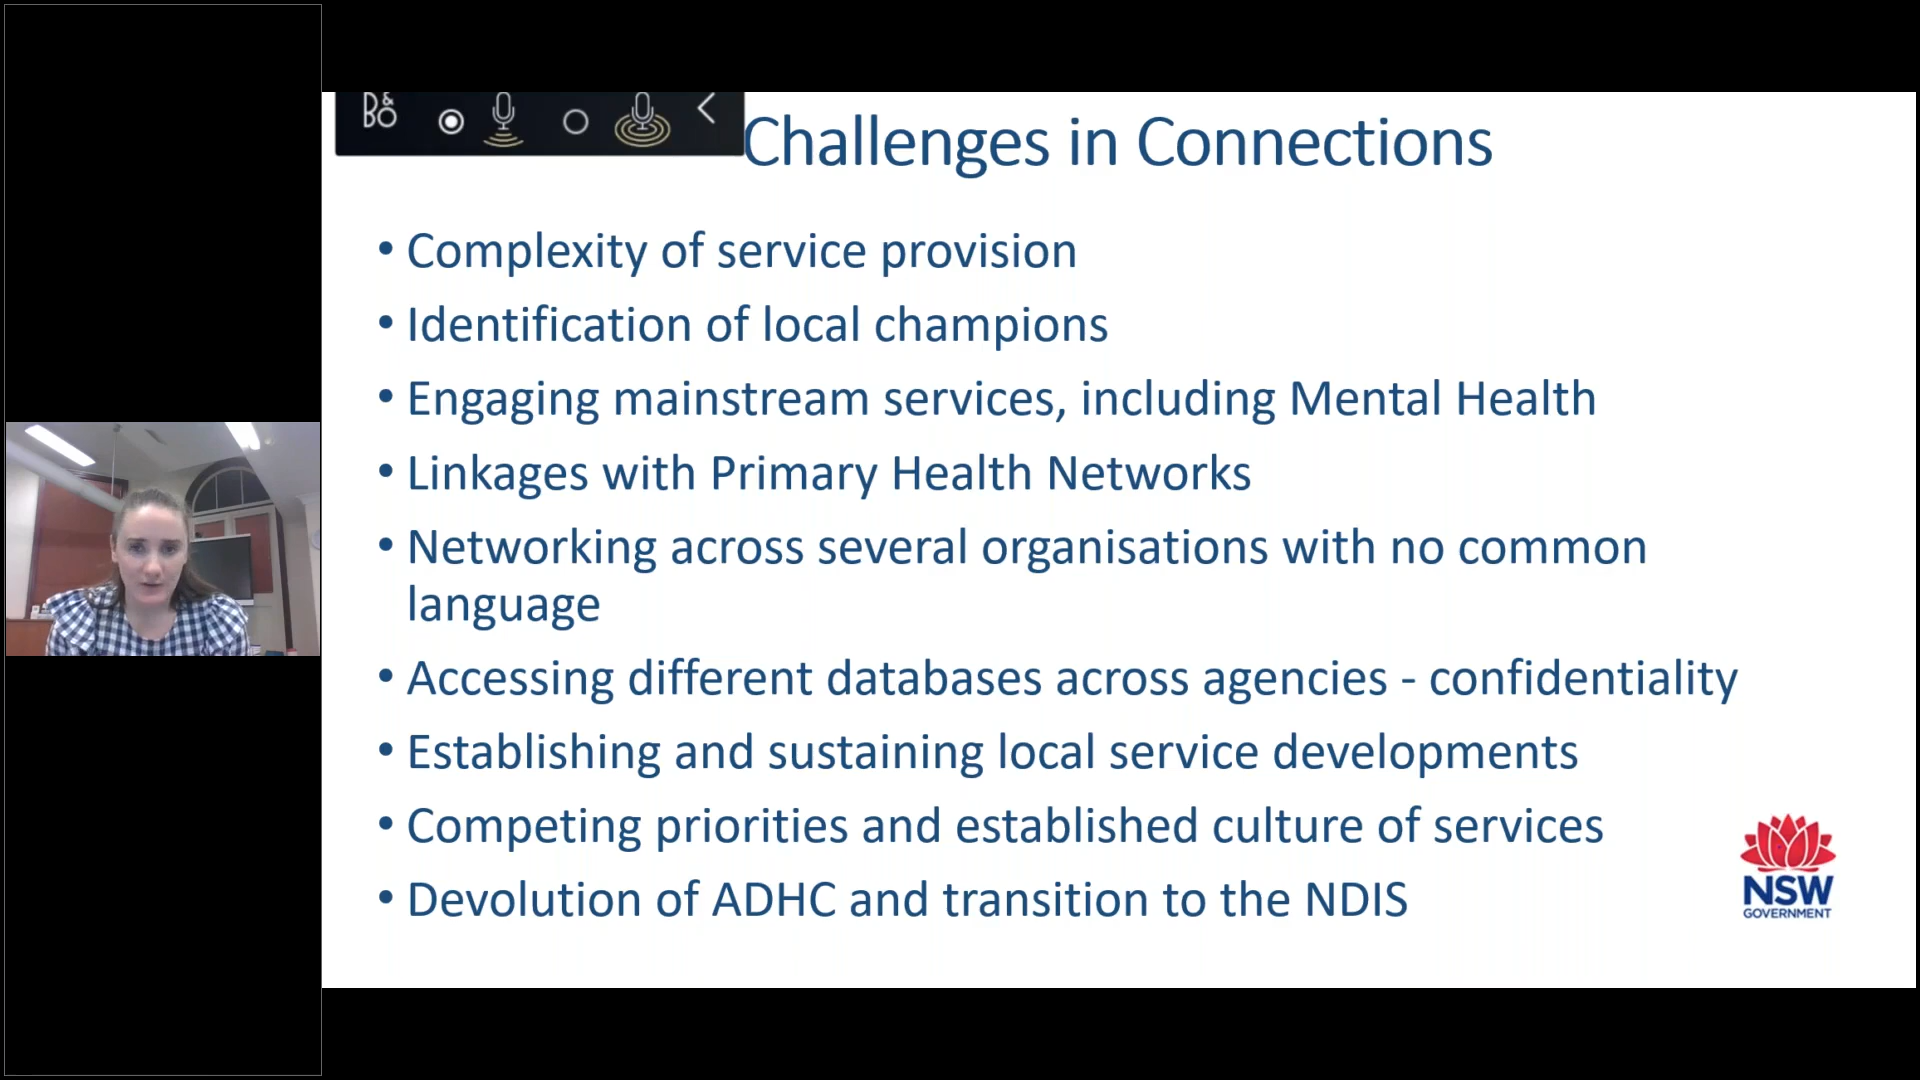 B&O
Challenges in Connections
• Complexity of service provision
• Identification of local champions
• Engaging mainstream services, including Mental Health
• Linkages with Primary Health Networks
• Networking across several organisations with no common
language
• Accessing different databases across agencies - confidentiality
• Establishing and sustaining local service developments
• Competing priorities and established culture of services
• Devolution of ADHC and transition to the NDIS
NSW
GOVERNMENT